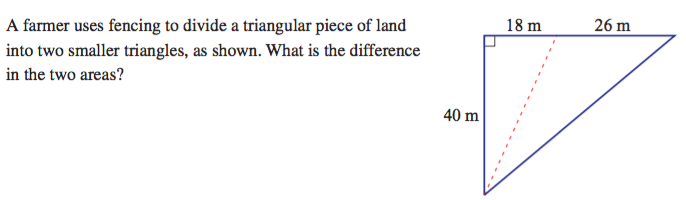 A farmer uses fencing to divide a triangular piece of land
into two smaller triangles, as shown. What is the difference
in the two areas?
18 m 26 m
40 m